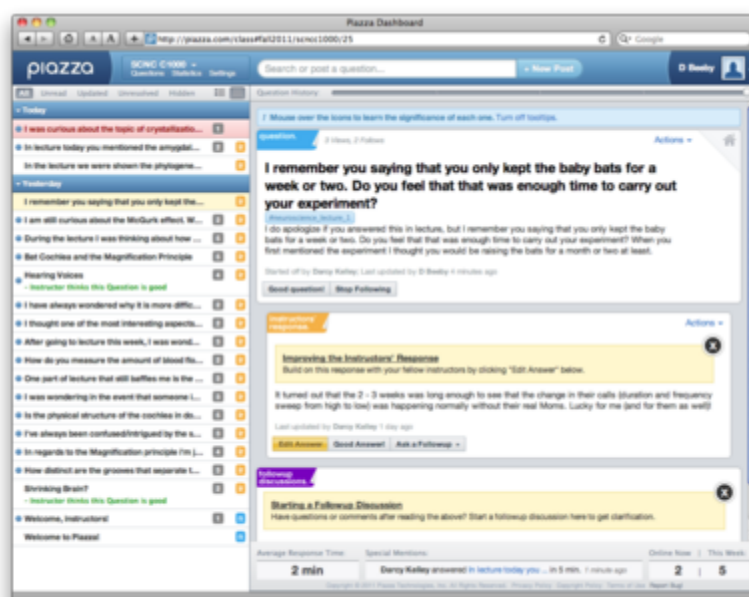 Piazza Dashboard
http://piazza.com/class#fall2011/scncc1000/25
Google
piazza
SCNC C1000
Questions Statistics Settings
Search or post a question...
+ New Post
D Beeby
All Unread Updated Unresolved Hidden
Question History:
Today
I was curious about the topic of crystallizatio...
In lecture today you mentioned the amygdal...
In the lecture we were shown the phylogene...
Yesterday
I remember you saying that you only kept the...
I am still curious about the McGurk effect. W...
During the lecture I was thinking about how ...
Bat Cochlea and the Magnification Principle
Hearing Voices
- Instructor thinks this Question is good
I have always wondered why it is more diffic...
I thought one of the most interesting aspects...
After going to lecture this week, I was wond...
How do you measure the amount of blood flo...
One part of lecture that still baffles me is the ...
I was wondering in the event that someone i...
Is the physical structure of the cochlea in do...
I've always been confused/intrigued by the s...
In regards to the Magnification principle I'm j...
How distinct are the grooves that separate t...
Shrinking Brain?
- Instructor thinks this Question is good
Welcome, Instructors!
Welcome to Piazza!
Mouse over the icons to learn the significance of each one. Turn off tooltips.
question
2 Views, 2 Follows
Actions
I remember you saying that you only kept the baby bats for a
week or two. Do you feel that that was enough time to carry out
your experiment?
#neuroscience_lecture_1
I do apologize if you answered this in lecture, but I remember you saying that you only kept the baby
bats for a week or two. Do you feel that that was enough time to carry out your experiment? When you
first mentioned the experiment I thought you would be raising the bats for a month or two at least.
Started off by Darcy Kelley; Last updated by D Beeby 4 minutes ago
Good question! Stop Following
instructors'
response
Actions
X
Improving the Instructors' Response
Build on this response with your fellow instructors by clicking "Edit Answer" below.
It turned out that the 2 - 3 weeks was long enough to see that the change in their calls (duration and frequency
sweep from high to low) was happening normally without their real Moms. Lucky for me (and for them as well)!
Last updated by Darcy Kelley 1 day ago
Edit Answer Good Answer! Ask a Followup
followup
discussions
X
Starting a Followup Discussion
Have questions or comments after reading the above? Start a followup discussion here to get clarification.
Average Response Time: Special Mentions: Online Now | This Week:
2 min Darcy Kelley answered In lecture today you ... in 5 min. 1 minute ago 2 | 5
Copyright © 2011 Piazza Technologies, Inc. All Rights Reserved. Privacy Policy Copyright Policy Terms of Use Report Bug!